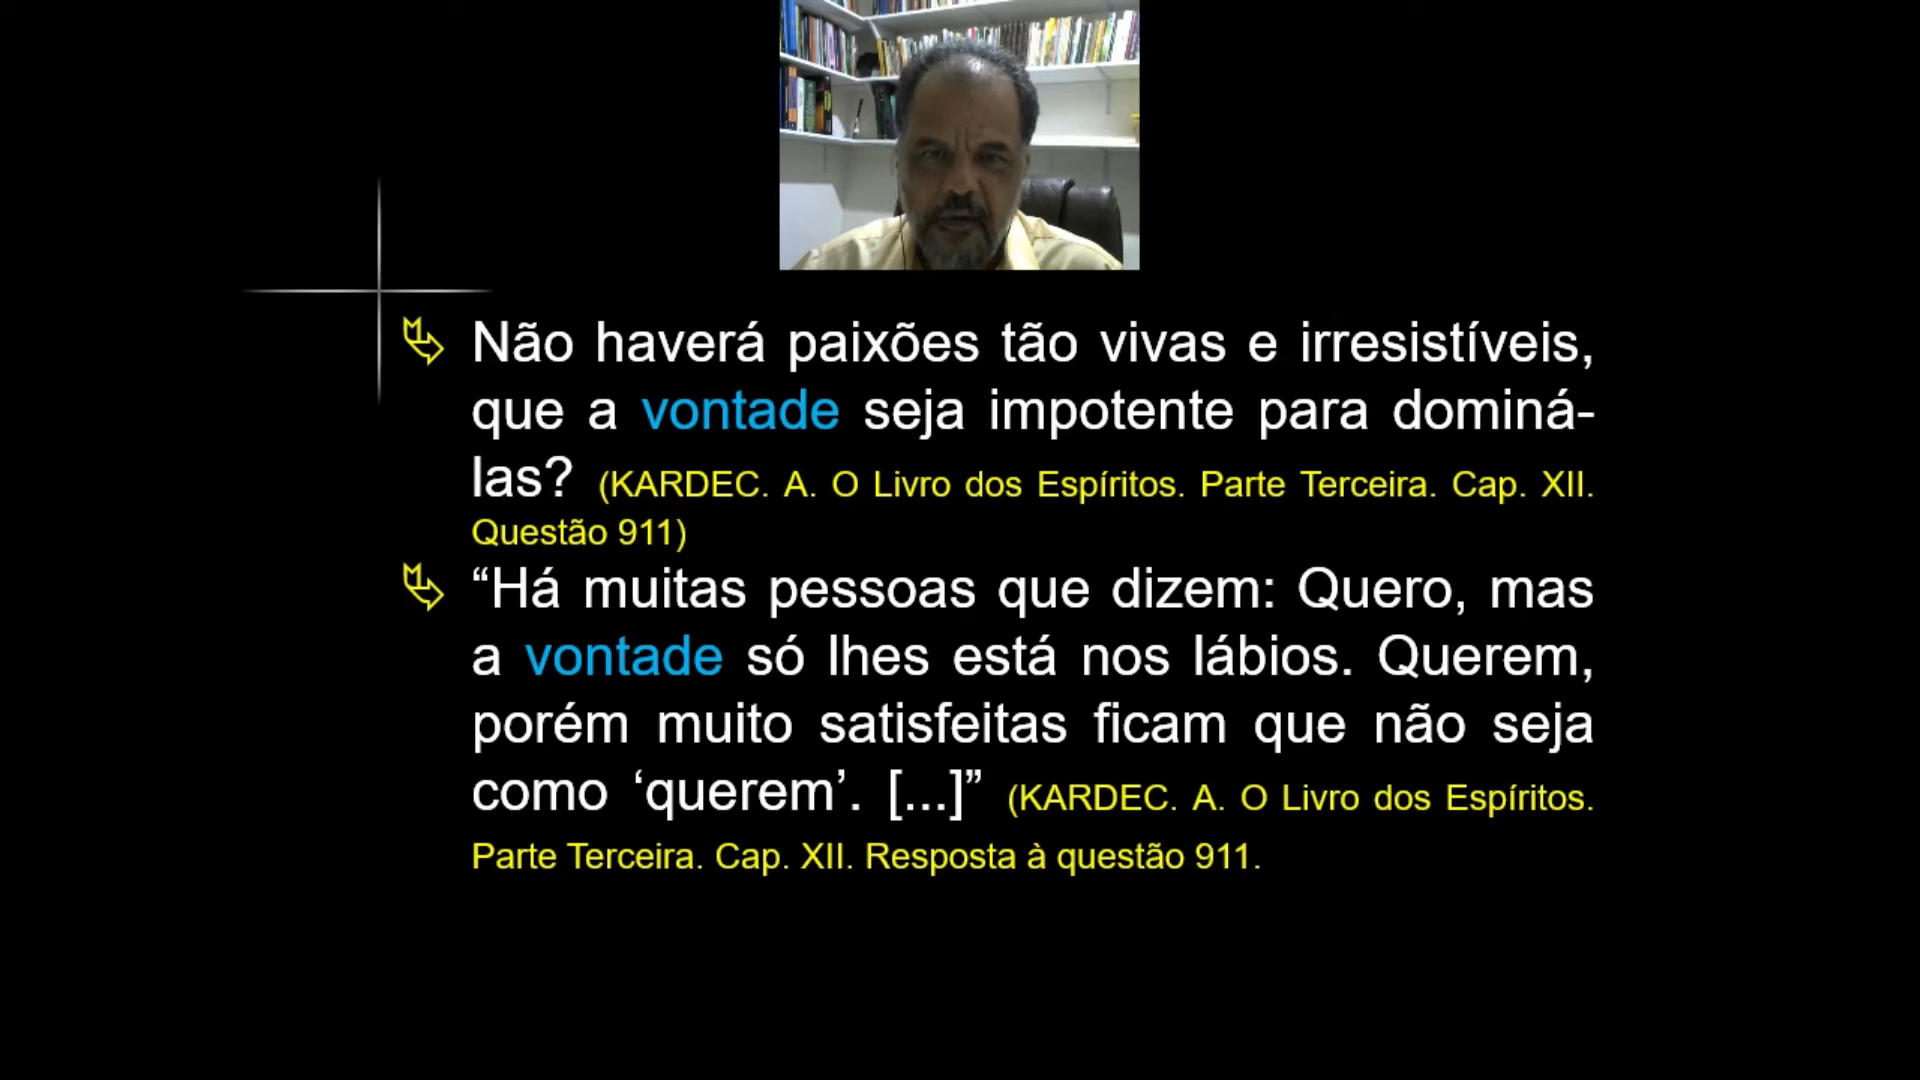 Não haverá paixões tão vivas e irresistíveis,
que a vontade seja impotente para dominá-
las? (KARDEC. A. O Livro dos Espíritos. Parte Terceira. Cap. XII.
Questão 911)
“Há muitas pessoas que dizem: Quero, mas
a vontade só lhes está nos lábios. Querem,
porém muito satisfeitas ficam que não seja
como ‘querem’. [...]” (KARDEC. A. O Livro dos Espíritos.
Parte Terceira. Cap. XII. Resposta à questão 911.